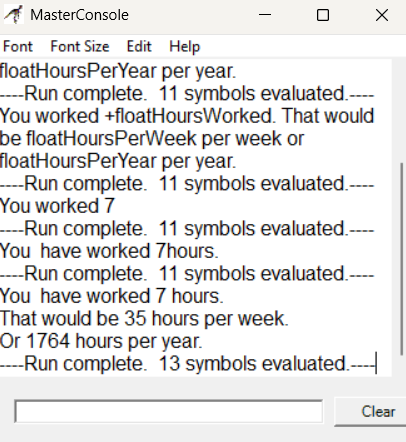 MasterConsole
Font Font Size Edit Help
floatHoursPerYear per year.
----Run complete.  11 symbols evaluated.----
You worked +floatHoursWorked. That would
be floatHoursPerWeek per week or
floatHoursPerYear per year.
----Run complete.  11 symbols evaluated.----
You worked 7
----Run complete.  11 symbols evaluated.----
You  have worked 7hours.
----Run complete.  11 symbols evaluated.----
You  have worked 7 hours.
That would be 35 hours per week.
Or 1764 hours per year.
----Run complete.  13 symbols evaluated.----
Clear